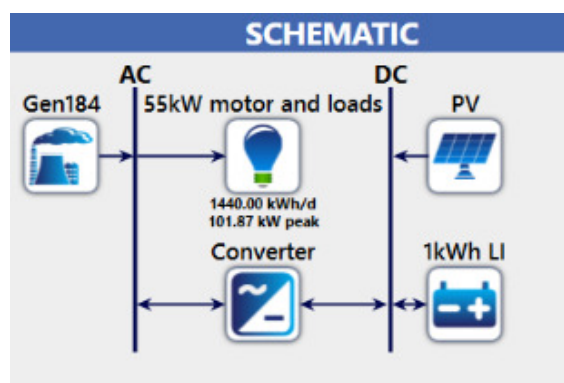 SCHEMATIC
AC
DC
Gen184
55kW motor and loads
PV
1440.00 kWh/d
101.87 kW peak
Converter
1kWh LI